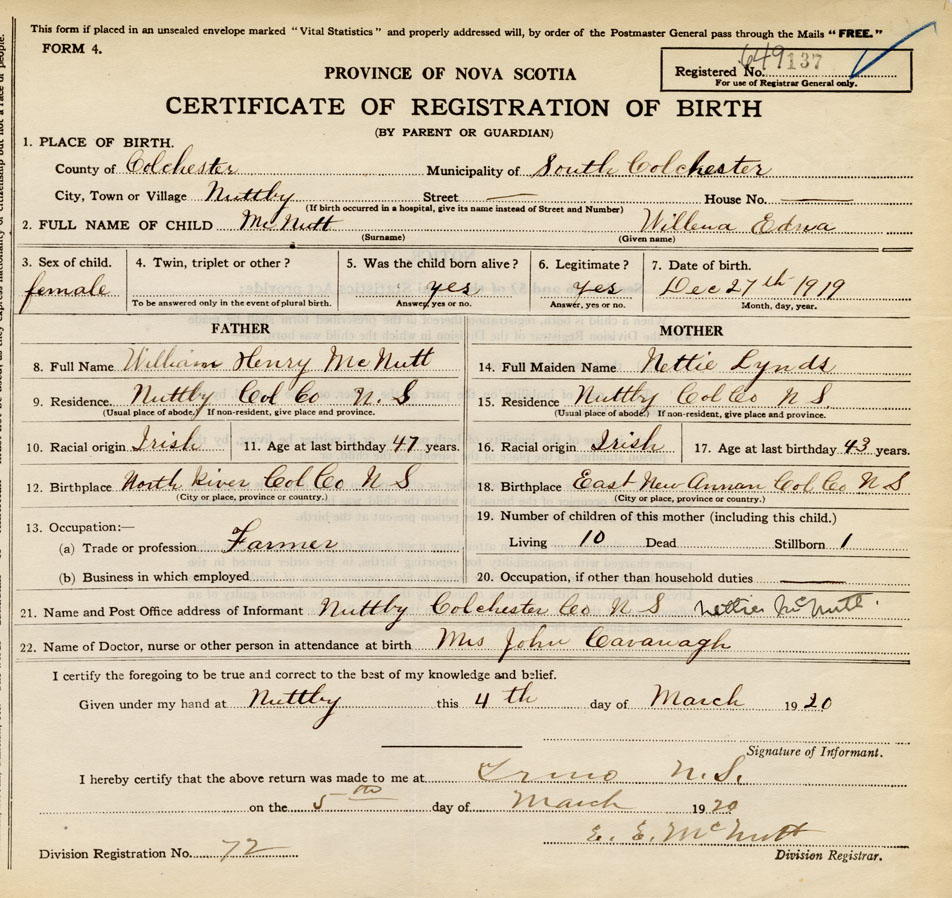 This form if placed in an unsealed envelope marked "Vital Statistics" and properly addressed will, by order of the Postmaster General pass through the Mails "FREE."
FORM 4.
649 137
Registered No.
For use of Registrar General only.
PROVINCE OF NOVA SCOTIA
CERTIFICATE OF REGISTRATION OF BIRTH
(BY PARENT OR GUARDIAN)
1. PLACE OF BIRTH.
County of Colchester Municipality of South Colchester
City, Town or Village Nuttby Street — House No. —
(If birth occurred in a hospital, give its name instead of Street and Number)
2. FULL NAME OF CHILD McNutt Willena Edna
(Surname) (Given name)
3. Sex of child. 4. Twin, triplet or other? 5. Was the child born alive? 6. Legitimate? 7. Date of birth.
female yes yes Dec 27th 1919
To be answered only in the event of plural birth. Answer, yes or no. Answer, yes or no. Month, day, year.
FATHER MOTHER
8. Full Name William Henry McNutt 14. Full Maiden Name Nettie Lynds
9. Residence. Nuttby Col Co N. S 15. Residence Nuttby Col Co N S
(Usual place of abode.) If non-resident, give place and province. (Usual place of abode.) If non-resident, give place and province.
10. Racial origin Irish 11. Age at last birthday 47 years. 16. Racial origin Irish 17. Age at last birthday 43 years.
12. Birthplace North River Col Co N S 18. Birthplace East New Annan Col Co N S
(City or place, province or country.) (City or place, province or country.)
13. Occupation:— 19. Number of children of this mother (including this child.)
(a) Trade or profession Farmer Living 10 Dead Stillborn 1
(b) Business in which employed 20. Occupation, if other than household duties —
21. Name and Post Office address of Informant Nuttby Colchester Co N S Nettie McNutt.
22. Name of Doctor, nurse or other person in attendance at birth Mrs John Cavanagh
I certify the foregoing to be true and correct to the best of my knowledge and belief.
Given under my hand at Nuttby this 4th day of March 1920
Signature of Informant.
I hereby certify that the above return was made to me at Truro N.S.
on the 5th day of March 1920
E. E. McNutt
Division Registration No. 72 Division Registrar.